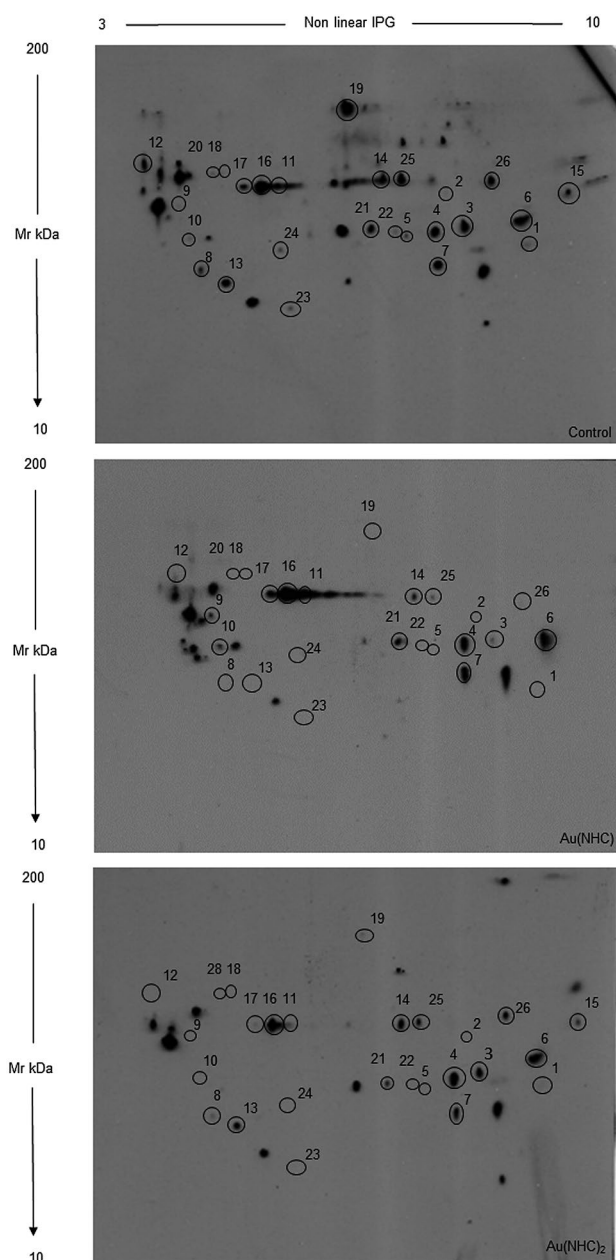 3 Non linear IPG 10
200
19
12 20 18 17 16 11 14 25 26 15
9 2
Mr kDa 10 21 22 5 4 3 6 1
24
8 13 7
23
10
Control
200
19
12 20 18 17 16 11 14 25 26
9 2
Mr kDa 10 21 22 5 4 3 6
24
8 13 7 1
23
10
Au(NHC)
200
19
12 28 18
17 16 11 14 25 26 15
9 2
Mr kDa 10 21 22 5 4 3 6 1
8 13 24 7
23
10
Au(NHC)2